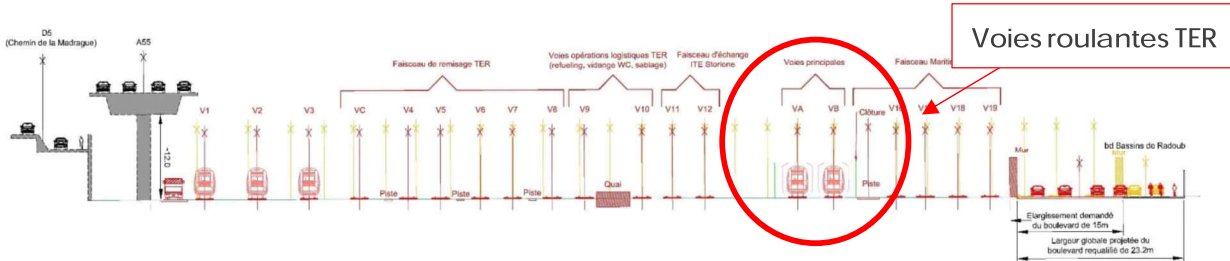 D5
(Chemin de la Madrague)
A55
Faisceau de remisage TER
Voies opérations logistiques TER
(refueling, vidange WC, sablage)
Faisceau d'échange
ITE Storione
Voies principales
Faisceau Mariti
Voies roulantes TER
V1
V2
V3
VC
V4
V5
V6
V7
V8
V9
V10
V11
V12
VA
VB
Clôture
V18
V19
~12.0
Piste
Piste
Piste
Quai
Piste
Mur
Mur
bd Bassins de Radoub
Elargissement demandé
du boulevard de 15m
Largeur globale projetée du
boulevard requalifié de 23.2m